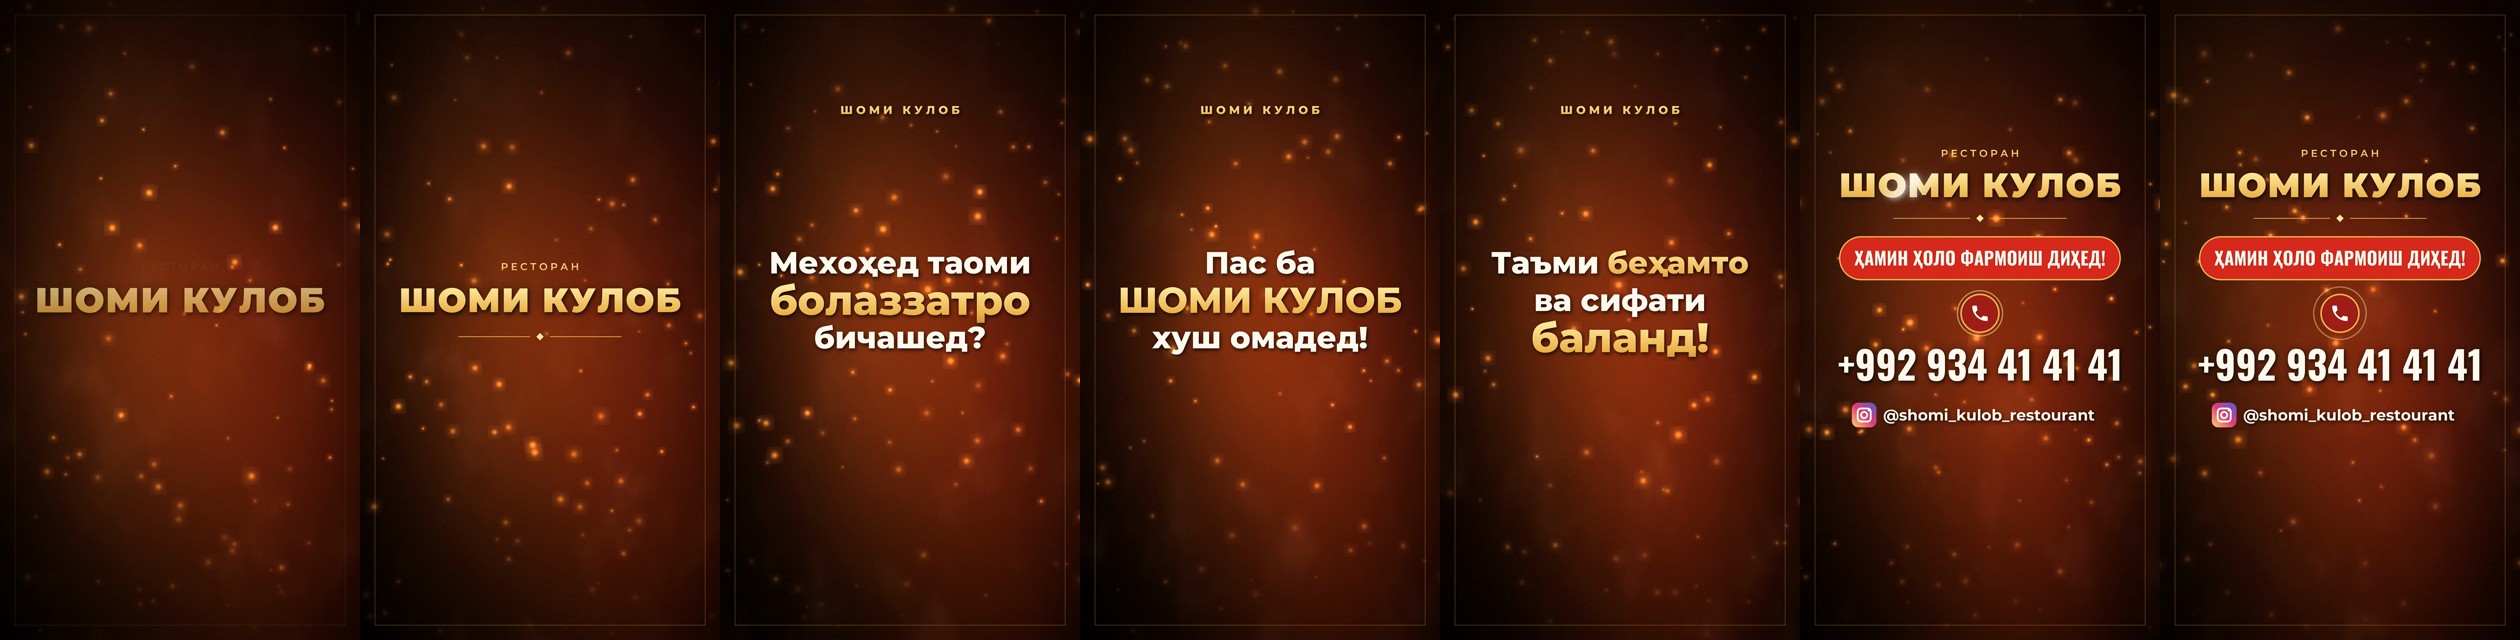 ШОМИ КУЛОБ
РЕСТОРАН
ШОМИ КУЛОБ
ШОМИ КУЛОБ
Мехоҳед таоми
болаззатро
бичашед?
ШОМИ КУЛОБ
Пас ба
ШОМИ КУЛОБ
хуш омадед!
ШОМИ КУЛОБ
Таъми беҳамто
ва сифати
баланд!
РЕСТОРАН
ШОМИ КУЛОБ
ҲАМИН ҲОЛО ФАРМОИШ ДИҲЕД!
+992 934 41 41 41
@shomi_kulob_restourant
РЕСТОРАН
ШОМИ КУЛОБ
ҲАМИН ҲОЛО ФАРМОИШ ДИҲЕД!
+992 934 41 41 41
@shomi_kulob_restourant